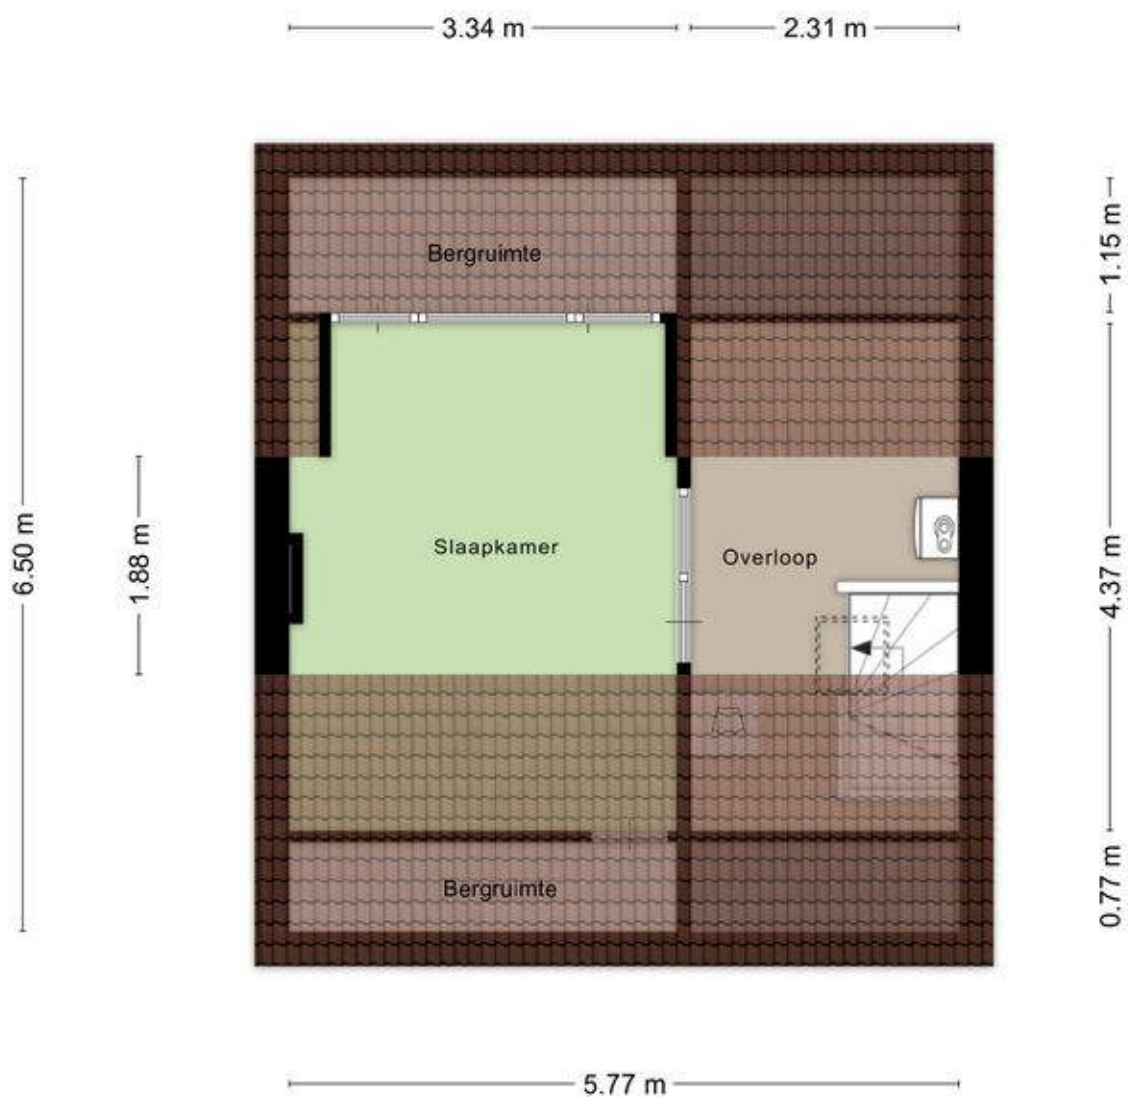 3.34 m
2.31 m
Bergruimte
1.15 m
6.50 m
1.88 m
Slaapkamer
Overloop
4.37 m
Bergruimte
0.77 m
5.77 m